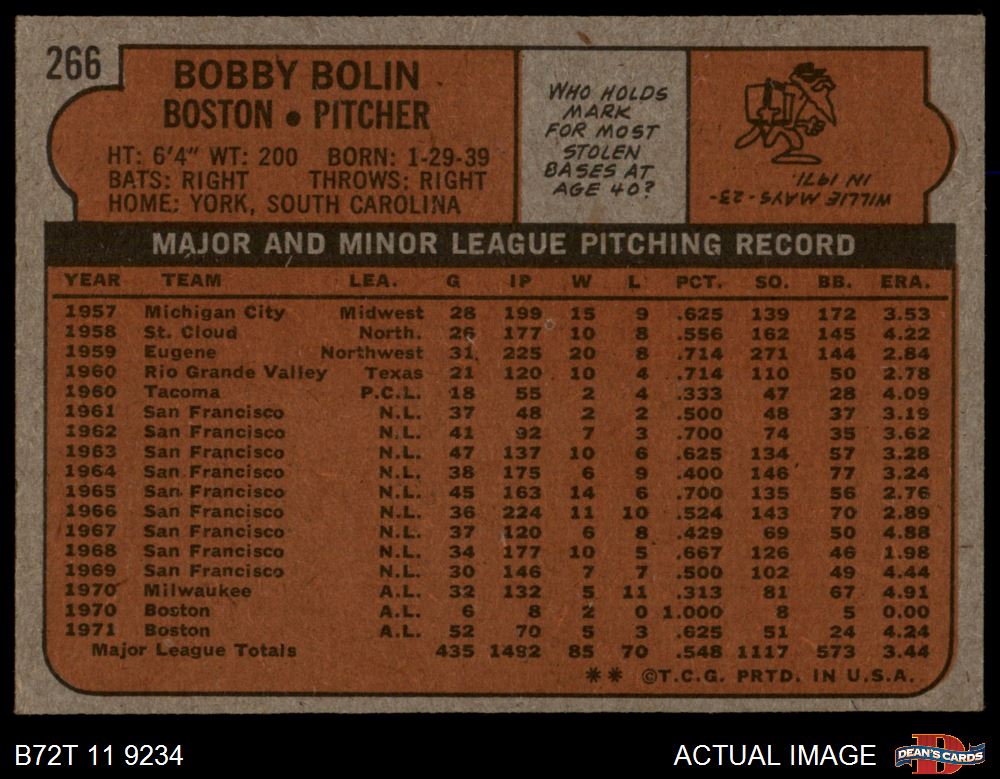 266
BOBBY BOLIN
BOSTON • PITCHER
HT: 6'4" WT: 200 BORN: 1-29-39
BATS: RIGHT THROWS: RIGHT
HOME: YORK, SOUTH CAROLINA
WHO HOLDS
MARK
FOR MOST
STOLEN
BASES AT
AGE 40?
WILLIE MAYS - 23 -
IN 1971.
MAJOR AND MINOR LEAGUE PITCHING RECORD
YEAR TEAM LEA. G IP W L PCT. SO. BB. ERA.
1957 Michigan City Midwest 28 199 15 9 .625 139 172 3.53
1958 St. Cloud North. 26 177 10 8 .556 162 145 4.22
1959 Eugene Northwest 31 225 20 8 .714 271 144 2.84
1960 Rio Grande Valley Texas 21 120 10 4 .714 110 50 2.78
1960 Tacoma P.C.L. 18 55 2 4 .333 47 28 4.09
1961 San Francisco N.L. 37 48 2 2 .500 48 37 3.19
1962 San Francisco N.L. 41 92 7 3 .700 74 35 3.62
1963 San Francisco N.L. 47 137 10 6 .625 134 57 3.28
1964 San Francisco N.L. 38 175 6 9 .400 146 77 3.24
1965 San Francisco N.L. 45 163 14 6 .700 135 56 2.76
1966 San Francisco N.L. 36 224 11 10 .524 143 70 2.89
1967 San Francisco N.L. 37 120 6 8 .429 69 50 4.88
1968 San Francisco N.L. 34 177 10 5 .667 126 46 1.98
1969 San Francisco N.L. 30 146 7 7 .500 102 49 4.44
1970 Milwaukee A.L. 32 132 5 11 .313 81 67 4.91
1970 Boston A.L. 6 8 2 0 1.000 8 5 0.00
1971 Boston A.L. 52 70 5 3 .625 51 24 4.24
Major League Totals 435 1492 85 70 .548 1117 573 3.44
** ©T.C.G. PRTD. IN U.S.A.
B72T 11 9234
ACTUAL IMAGE
DEAN'S CARDS